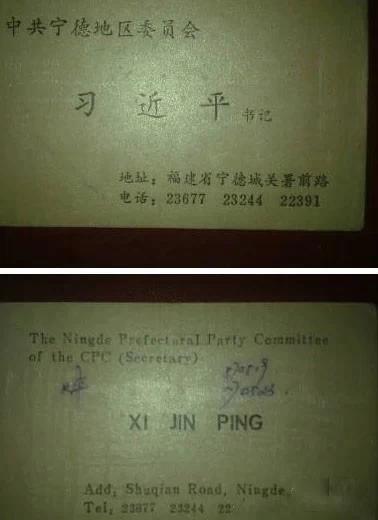 中共宁德地区委员会
习近平 书记
地址：福建省宁德城关署前路
电话：23677 23244 22391
The Ningde Prefectural Party Committee
of the CPC (Secretary)
XI JIN PING
Add: Shuqian Road, Ningde.
Tel: 23677 23244 22